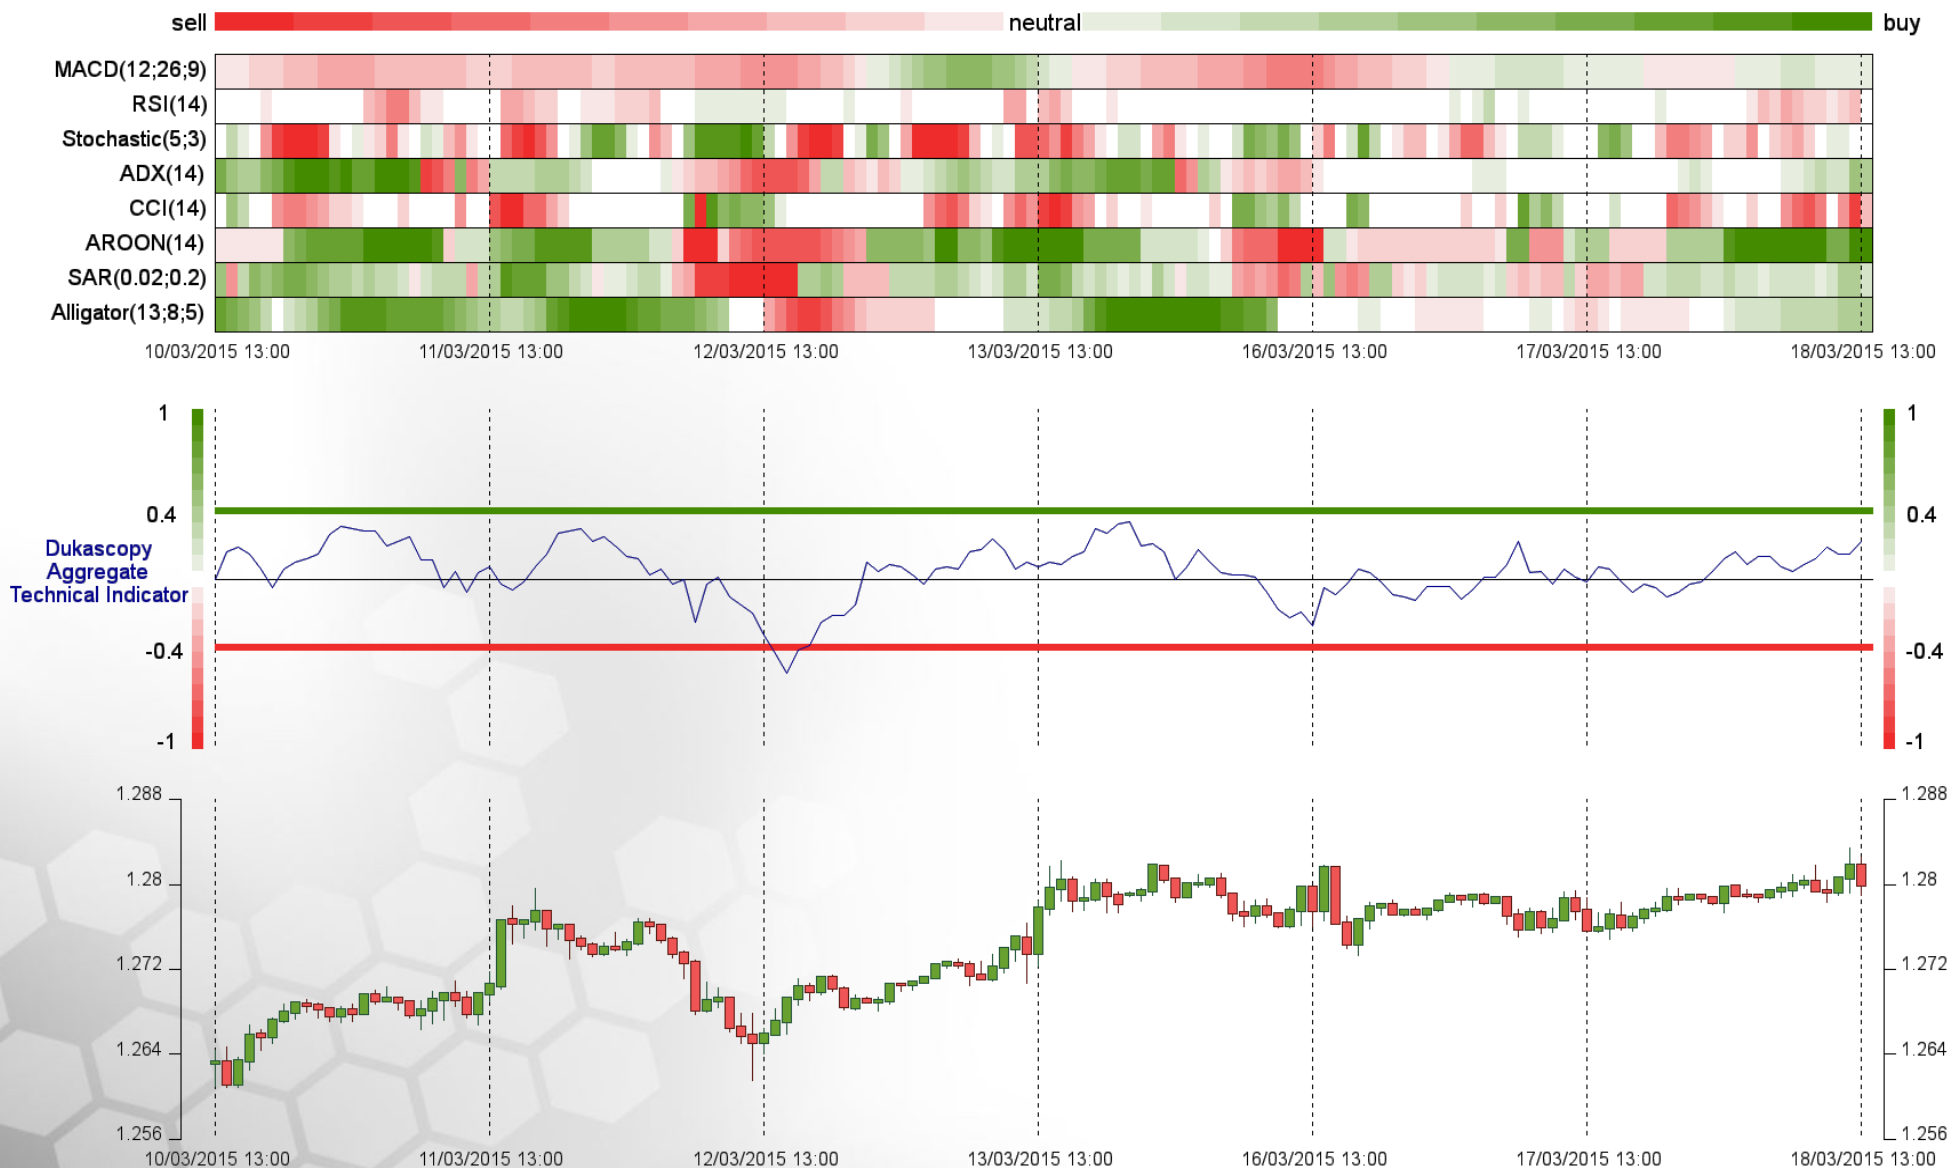 sell neutral buy
MACD(12;26;9)
RSI(14)
Stochastic(5;3)
ADX(14)
CCI(14)
AROON(14)
SAR(0.02;0.2)
Alligator(13;8;5)
10/03/2015 13:00 11/03/2015 13:00 12/03/2015 13:00 13/03/2015 13:00 16/03/2015 13:00 17/03/2015 13:00 18/03/2015 13:00
1 1
0.4 0.4
Dukascopy
Aggregate
Technical Indicator
-0.4 -0.4
-1 -1
1.288 1.288
1.28 1.28
1.272 1.272
1.264 1.264
1.256 1.256
10/03/2015 13:00 11/03/2015 13:00 12/03/2015 13:00 13/03/2015 13:00 16/03/2015 13:00 17/03/2015 13:00 18/03/2015 13:00